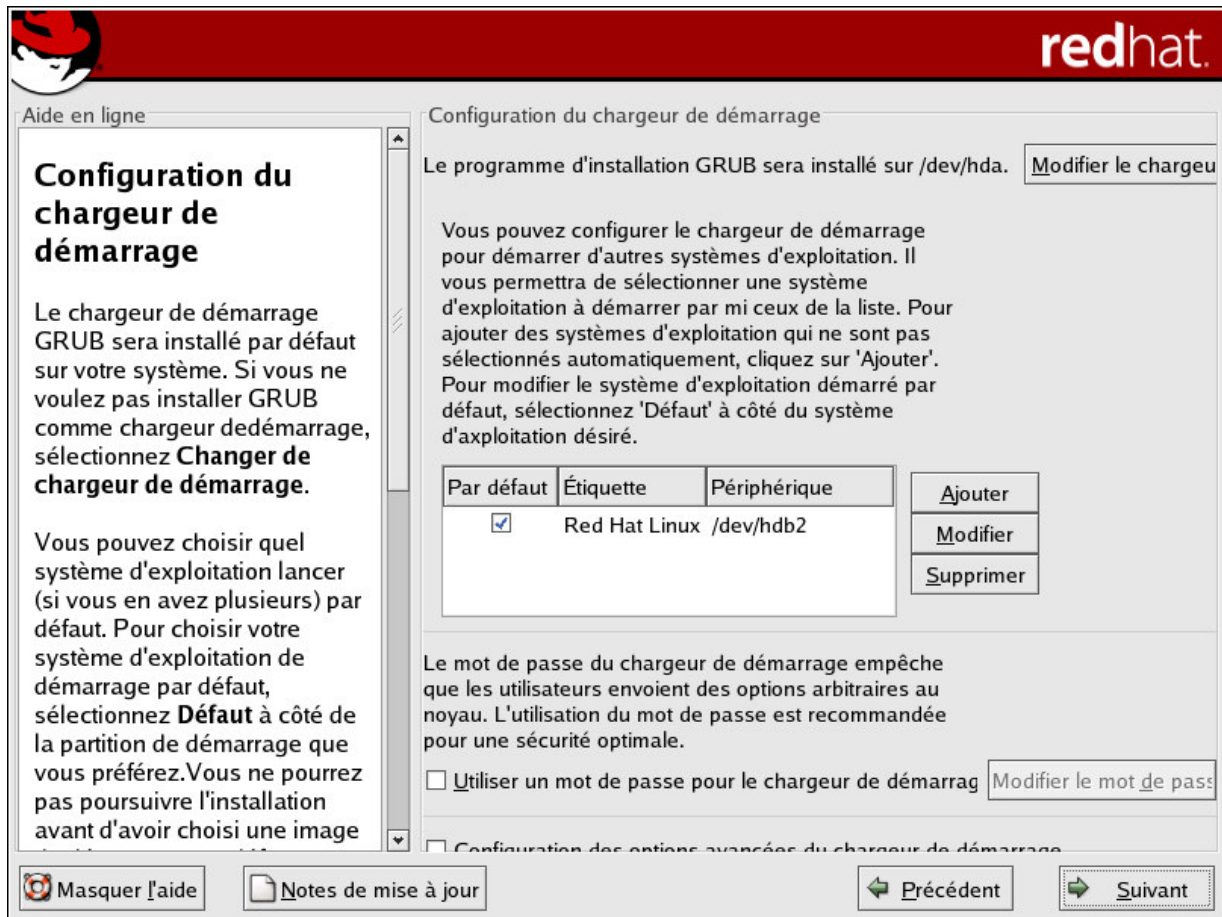 redhat.
Aide en ligne
Configuration du
chargeur de
démarrage
Le chargeur de démarrage
GRUB sera installé par défaut
sur votre système. Si vous ne
voulez pas installer GRUB
comme chargeur dedémarrage,
sélectionnez Changer de
chargeur de démarrage.
Vous pouvez choisir quel
système d'exploitation lancer
(si vous en avez plusieurs) par
défaut. Pour choisir votre
système d'exploitation de
démarrage par défaut,
sélectionnez Défaut à côté de
la partition de démarrage que
vous préférez.Vous ne pourrez
pas poursuivre l'installation
avant d'avoir choisi une image
Configuration du chargeur de démarrage
Le programme d'installation GRUB sera installé sur /dev/hda.
Modifier le chargeu
Vous pouvez configurer le chargeur de démarrage
pour démarrer d'autres systèmes d'exploitation. Il
vous permettra de sélectionner une système
d'exploitation à démarrer par mi ceux de la liste. Pour
ajouter des systèmes d'exploitation qui ne sont pas
sélectionnés automatiquement, cliquez sur 'Ajouter'.
Pour modifier le système d'exploitation démarré par
défaut, sélectionnez 'Défaut' à côté du système
d'axploitation désiré.
Par défaut Étiquette Périphérique
Red Hat Linux /dev/hdb2
Ajouter
Modifier
Supprimer
Le mot de passe du chargeur de démarrage empêche
que les utilisateurs envoient des options arbitraires au
noyau. L'utilisation du mot de passe est recommandée
pour une sécurité optimale.
Utiliser un mot de passe pour le chargeur de démarrag
Modifier le mot de pass
Configuration des options avancées du chargeur de démarrage
Masquer l'aide
Notes de mise à jour
Précédent
Suivant